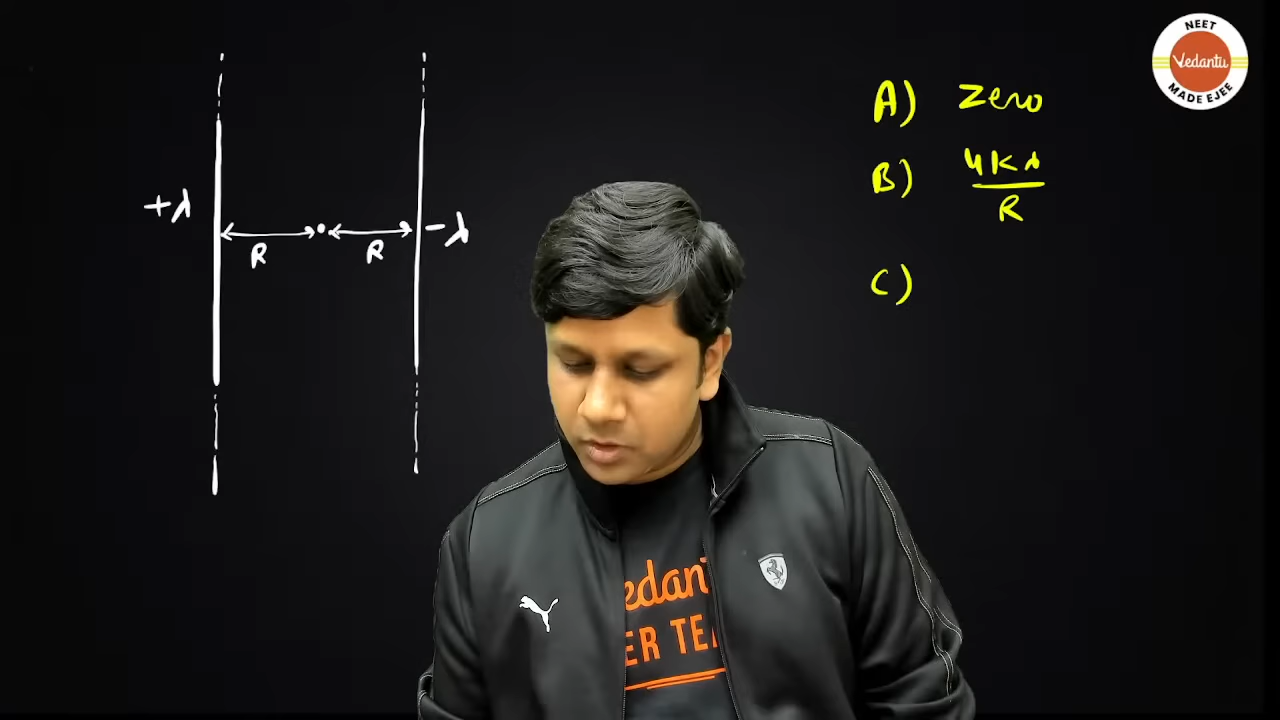 NEET
Vedantu
MADE EJEE
A) Zero
B) 4Kλ
R
C)
+λ
-λ
R R
edant
ER TE